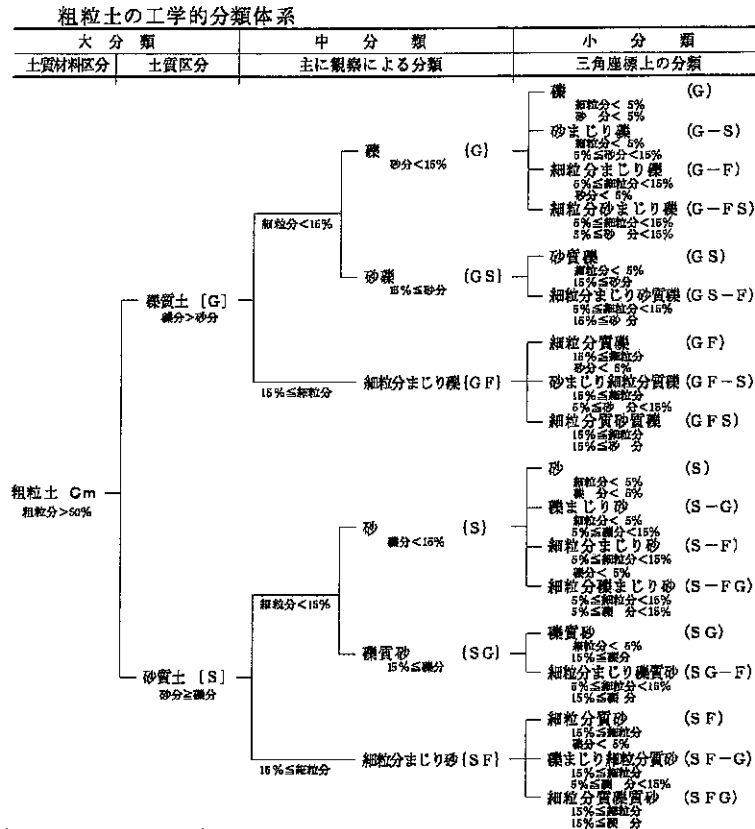 粗粒土の工学的分類体系
大分類 中分類 小分類
土質材料区分 土質区分 主に観察による分類 三角座標上の分類
礫 (G)
細粒分< 5%
砂 分< 5%
砂まじり礫 (G-S)
細粒分< 5%
5%≦砂分<15%
礫 {G}
砂分<15%
細粒分まじり礫 (G-F)
5%≦細粒分<15%
砂分< 5%
細粒分砂まじり礫 (G-FS)
5%≦細粒分<15%
5%≦砂 分<15%
細粒分<15%
砂質礫 (GS)
細粒分< 5%
15%≦砂分
砂礫 {GS}
15%≦砂分
細粒分まじり砂質礫 (GS-F)
5%≦細粒分<15%
15%≦砂 分
礫質土 [G]
礫分>砂分
細粒分質礫 (GF)
15%≦細粒分
砂分< 5%
15%≦細粒分
細粒分まじり礫 {GF}
砂まじり細粒分質礫 (GF-S)
15%≦細粒分
5%≦砂 分<15%
細粒分質砂質礫 (GFS)
15%≦細粒分
15%≦砂 分
粗粒土 Cm
粗粒分>50%
砂 (S)
細粒分< 5%
礫 分< 5%
礫まじり砂 (S-G)
細粒分< 5%
5%≦礫分<15%
砂 {S}
礫分<15%
細粒分まじり砂 (S-F)
5%≦細粒分<15%
礫分< 5%
細粒分礫まじり砂 (S-FG)
5%≦細粒分<15%
5%≦礫 分<15%
細粒分<15%
礫質砂 (SG)
細粒分< 5%
15%≦礫分
礫質砂 {SG}
15%≦礫分
細粒分まじり礫質砂 (SG-F)
5%≦細粒分<15%
15%≦礫 分
砂質土 [S]
砂分≧礫分
細粒分質砂 (SF)
15%≦細粒分
礫分< 5%
15%≦細粒分
細粒分まじり砂 {SF}
礫まじり細粒分質砂 (SF-G)
15%≦細粒分
5%≦礫 分<15%
細粒分質礫質砂 (SFG)
15%≦細粒分
15%≦礫 分